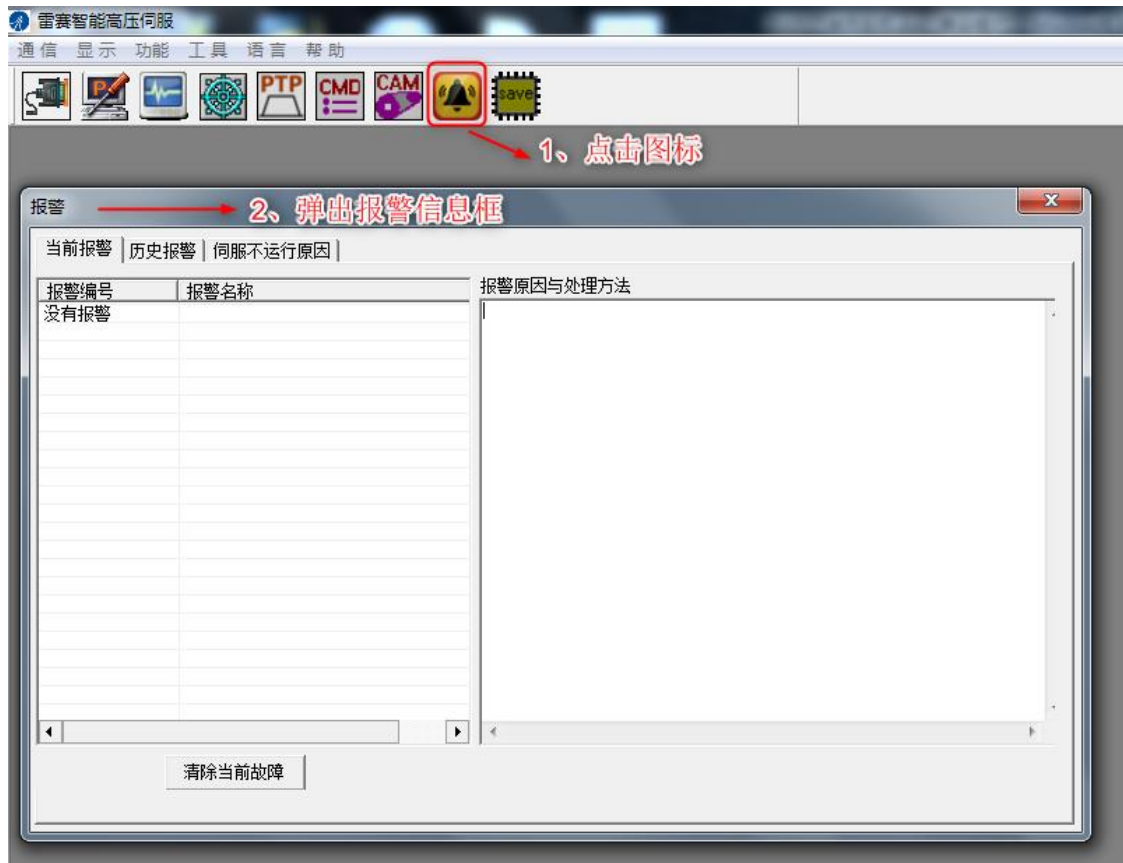 雷赛智能高压伺服
通信 显示 功能 工具 语言 帮助
P PTP CMD CAM save
1、点击图标
报警
2、弹出报警信息框
x
当前报警 历史报警 伺服不运行原因
报警编号 报警名称
报警原因与处理方法
没有报警
清除当前故障